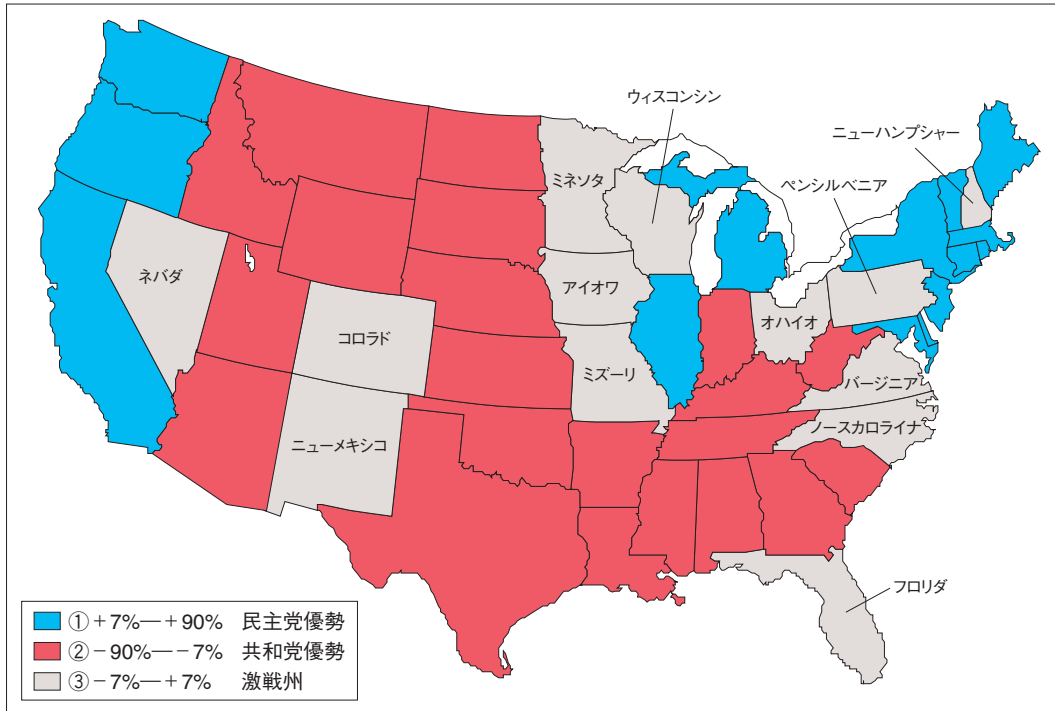 ウィスコンシン
ニューハンプシャー
ペンシルベニア
ミネソタ
ネバダ
アイオワ
オハイオ
コロラド
ミズーリ
バージニア
ノースカロライナ
ニューメキシコ
フロリダ
①+7%―+90% 民主党優勢
②-90%―-7% 共和党優勢
③-7%―+7% 激戦州